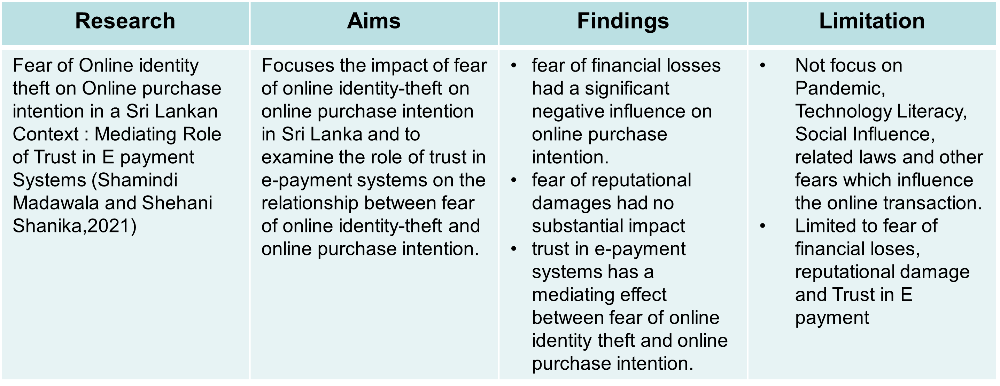 Research
Aims
Findings
Limitation
Fear of Online identity
theft on Online purchase
intention in a Sri Lankan
Context : Mediating Role
of Trust in E payment
Systems (Shamindi
Madawala and Shehani
Shanika,2021)
Focuses the impact of fear
of online identity-theft on
online purchase intention
in Sri Lanka and to
examine the role of trust in
e-payment systems on the
relationship between fear
of online identity-theft and
online purchase intention.
• fear of financial losses
had a significant
negative influence on
online purchase
intention.
• fear of reputational
damages had no
substantial impact
• trust in e-payment
systems has a
mediating effect
between fear of online
identity theft and online
purchase intention.
• Not focus on
Pandemic,
Technology Literacy,
Social Influence,
related laws and other
fears which influence
the online transaction.
• Limited to fear of
financial loses,
reputational damage
and Trust in E
payment